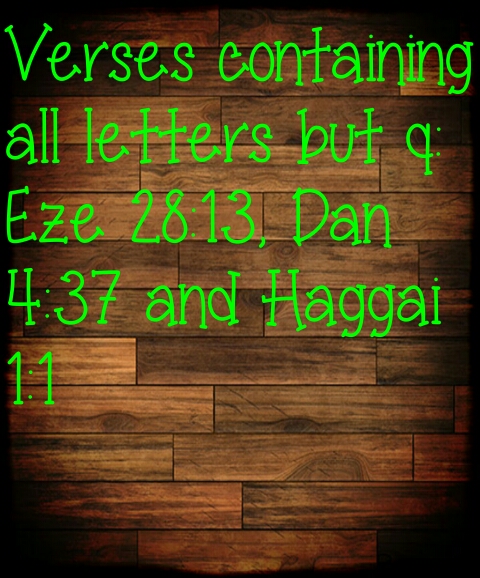 Verses containing
all letters but q:
Eze 28:13, Dan
4:37 and Haggai
1:1